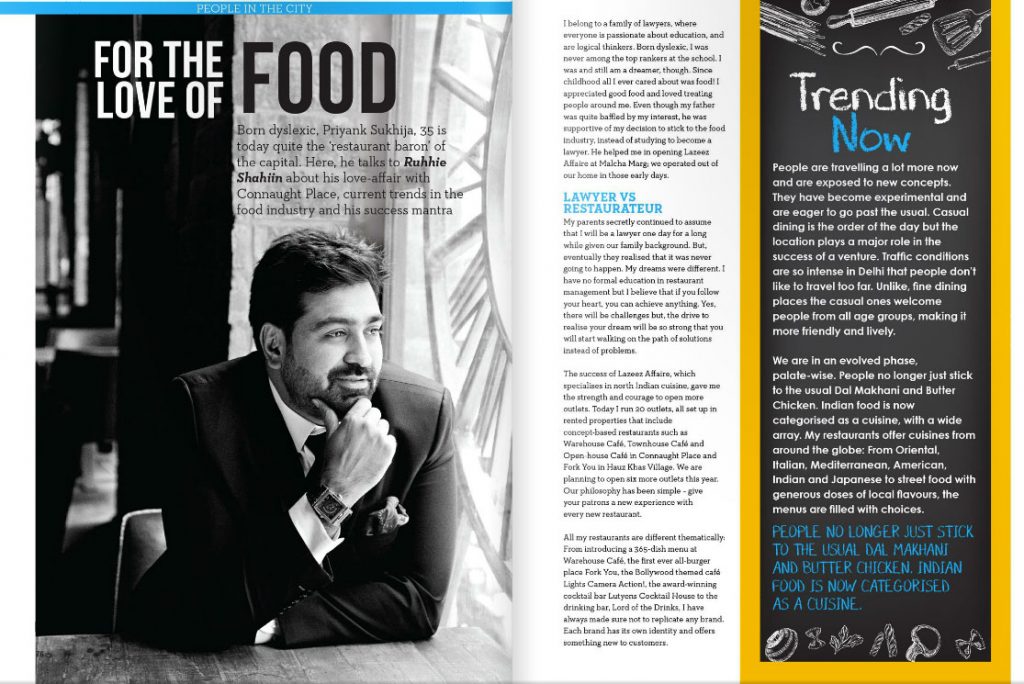 PEOPLE IN THE CITY
FOR THE
LOVE OF
FOOD
Born dyslexic, Priyank Sukhija, 35 is
today quite the ‘restaurant baron’ of
the capital. Here, he talks to Ruhhie
Shahiin about his love-affair with
Connaught Place, current trends in the
food industry and his success mantra
I belong to a family of lawyers, where
everyone is passionate about education, and
are logical thinkers. Born dyslexic, I was
never among the top rankers at the school. I
was and still am a dreamer, though. Since
childhood all I ever cared about was food! I
appreciated good food and loved treating
people around me. Even though my father
was quite baffled by my interest, he was
supportive of my decision to stick to the food
industry, instead of studying to become a
lawyer. He helped me in opening Lazeez
Affaire at Malcha Marg; we operated out of
our home in those early days.
LAWYER VS
RESTAURATEUR
My parents secretly continued to assume
that I will be a lawyer one day for a long
while given our family background. But,
eventually they realised that it was never
going to happen. My dreams were different. I
have no formal education in restaurant
management but I believe that if you follow
your heart, you can achieve anything. Yes,
there will be challenges but, the drive to
realise your dream will be so strong that you
will start walking on the path of solutions
instead of problems.
The success of Lazeez Affaire, which
specialises in north Indian cuisine, gave me
the strength and courage to open more
outlets. Today I run 20 outlets, all set up in
rented properties that include
concept-based restaurants such as
Warehouse Café, Townhouse Café and
Open-house Café in Connaught Place and
Fork You in Hauz Khas Village. We are
planning to open six more outlets this year.
Our philosophy has been simple – give
your patrons a new experience with
every new restaurant.
All my restaurants are different thematically:
From introducing a 365-dish menu at
Warehouse Café, the first ever all-burger
place Fork You, the Bollywood themed café
Lights Camera Action!, the award-winning
cocktail bar Lutyens Cocktail House to the
drinking bar, Lord of the Drinks, I have
always made sure not to replicate any brand.
Each brand has its own identity and offers
something new to customers.
Trending
Now
People are travelling a lot more now
and are exposed to new concepts.
They have become experimental and
are eager to go past the usual. Casual
dining is the order of the day but the
location plays a major role in the
success of a venture. Traffic conditions
are so intense in Delhi that people don't
like to travel too far. Unlike, fine dining
places the casual ones welcome
people from all age groups, making it
more friendly and lively.
We are in an evolved phase,
palate-wise. People no longer just stick
to the usual Dal Makhani and Butter
Chicken. Indian food is now
categorised as a cuisine, with a wide
array. My restaurants offer cuisines from
around the globe: From Oriental,
Italian, Mediterranean, American,
Indian and Japanese to street food with
generous doses of local flavours, the
menus are filled with choices.
PEOPLE NO LONGER JUST STICK
TO THE USUAL DAL MAKHANI
AND BUTTER CHICKEN. INDIAN
FOOD IS NOW CATEGORISED
AS A CUISINE.